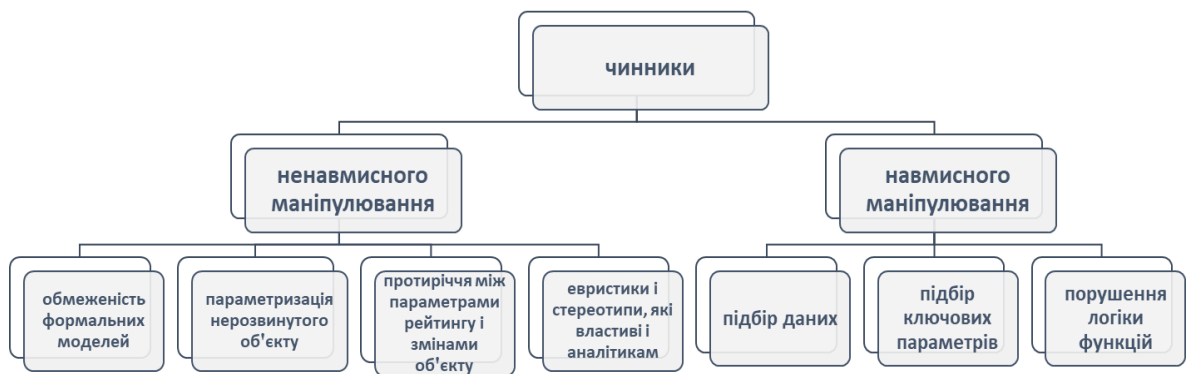 чинники
ненавмисного
маніпулювання
навмисного
маніпулювання
обмеженість
формальних
моделей
параметризація
нерозвинутого
об'єкту
протиріччя між
параметрами
рейтингу і
змінами
об'єкту
евристики і
стереотипи, які
властиві і
аналітикам
підбір даних
підбір
ключових
параметрів
порушення
логіки
функцій